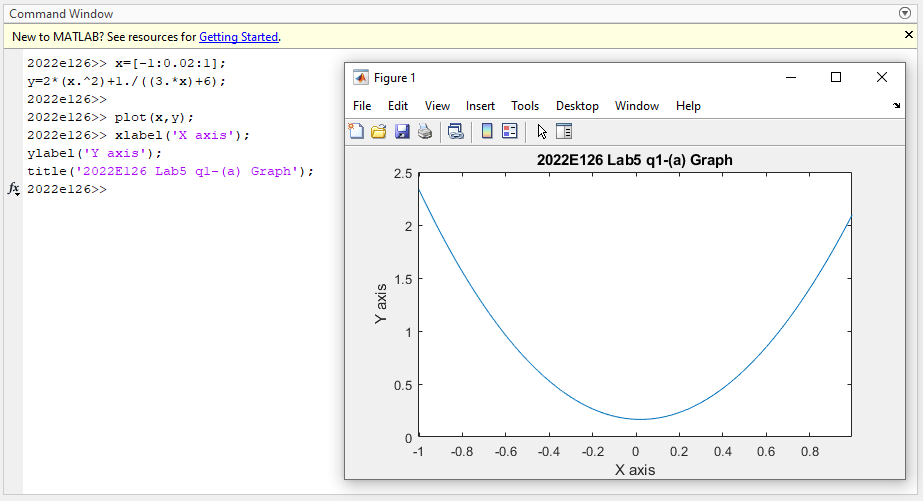 Command Window
New to MATLAB? See resources for Getting Started.
2022e126>> x=[-1:0.02:1];
y=2*(x.^2)+1./((3.*x)+6);
2022e126>>
2022e126>> plot(x,y);
2022e126>> xlabel('X axis');
ylabel('Y axis');
title('2022E126 Lab5 q1-(a) Graph');
fx 2022e126>>
Figure 1
File Edit View Insert Tools Desktop Window Help
2022E126 Lab5 q1-(a) Graph
2.5
2
1.5
1
0.5
0
Y axis
-1 -0.8 -0.6 -0.4 -0.2 0 0.2 0.4 0.6 0.8
X axis